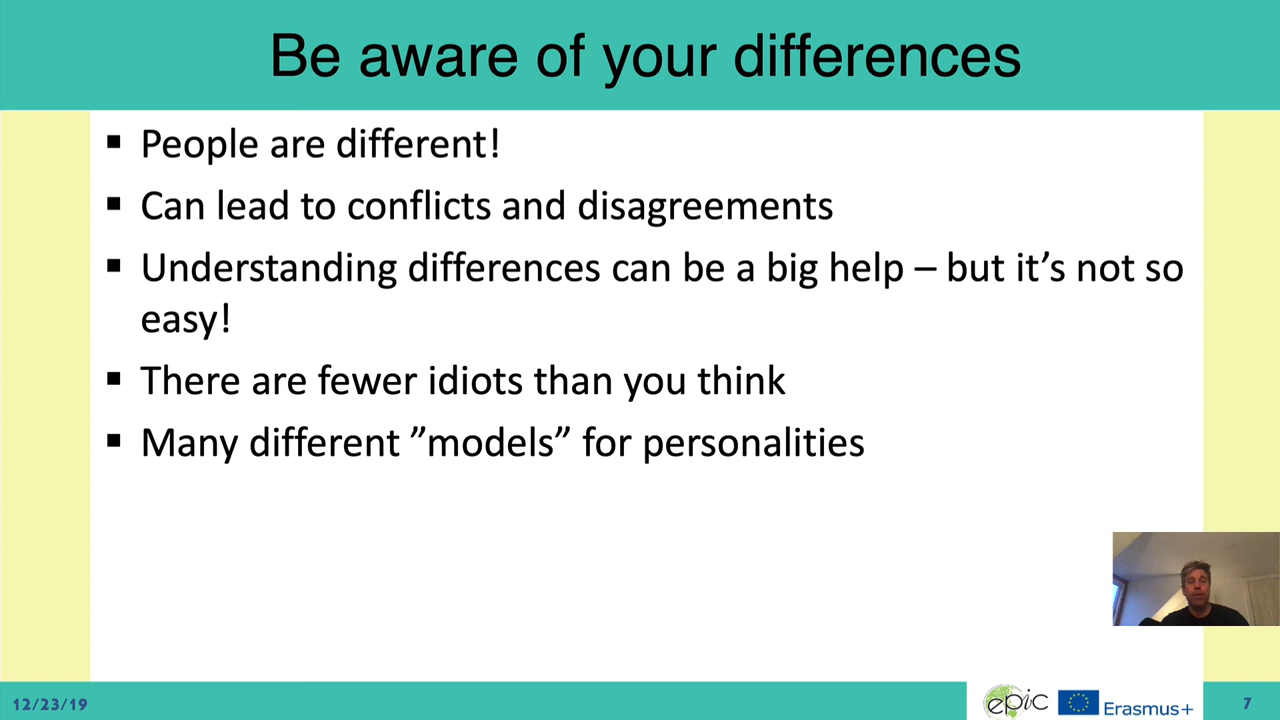 Be aware of your differences
▪ People are different!
▪ Can lead to conflicts and disagreements
▪ Understanding differences can be a big help – but it’s not so
easy!
▪ There are fewer idiots than you think
▪ Many different ”models” for personalities
12/23/19
epic
Erasmus+
7